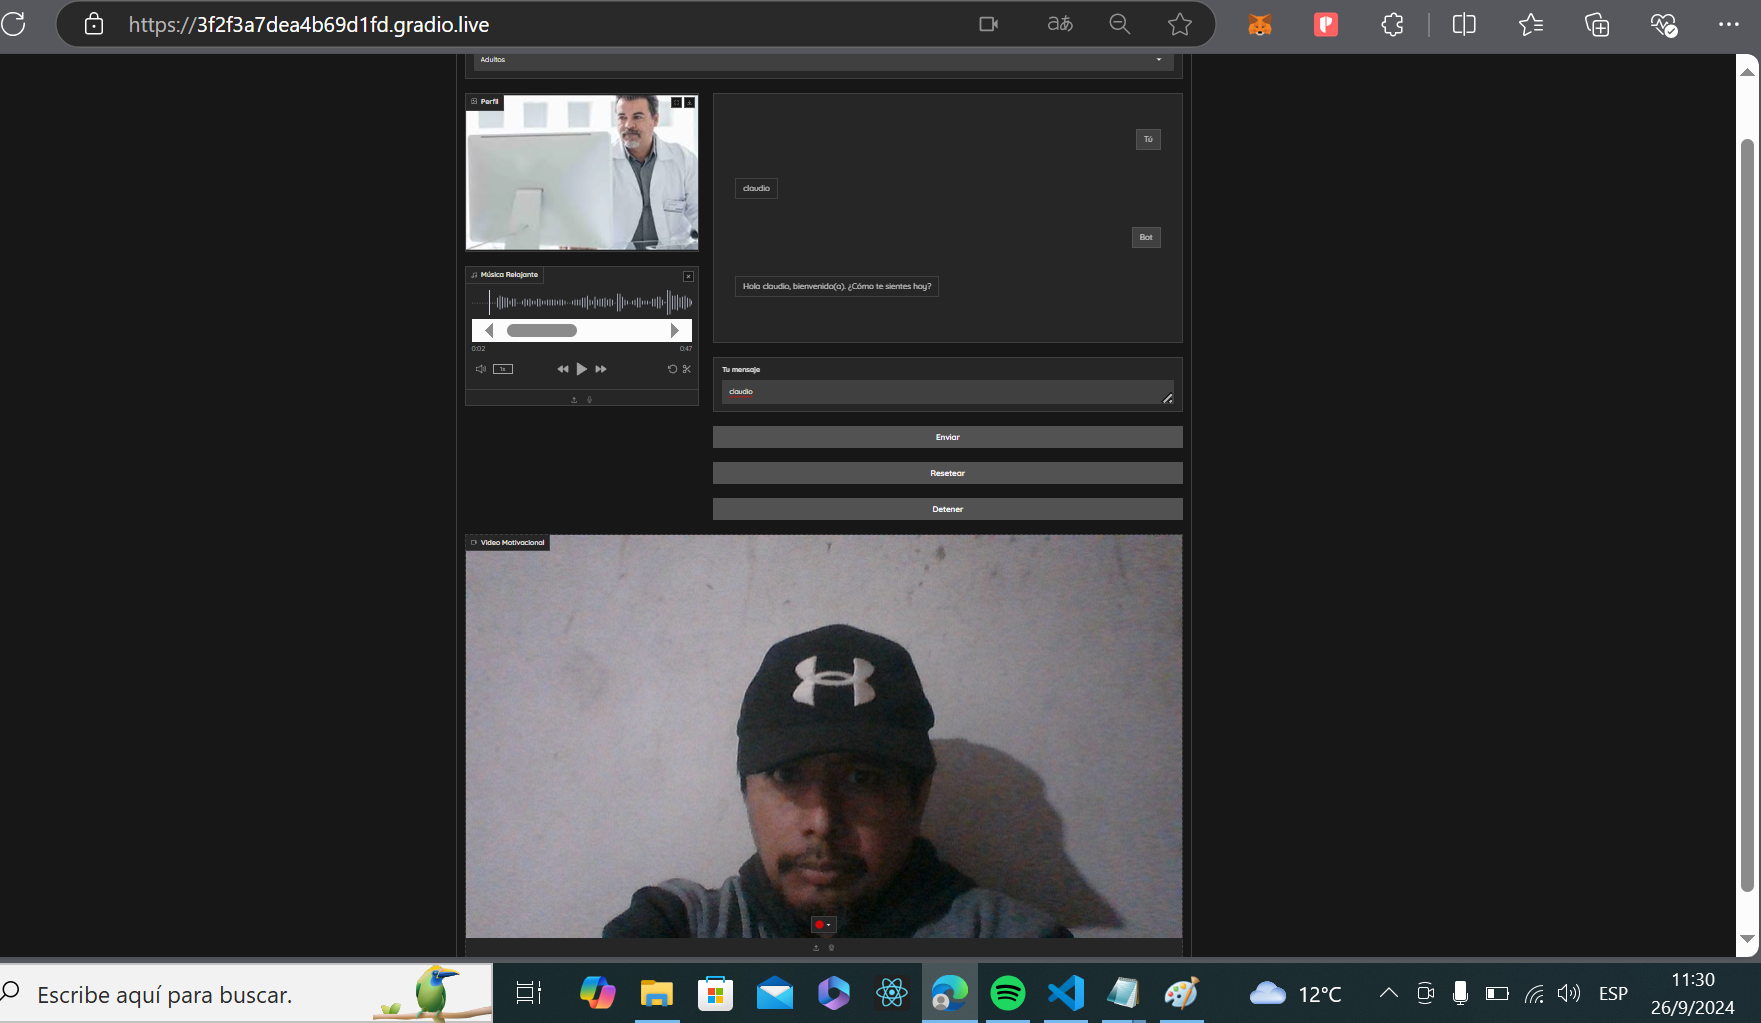 https://3f2f3a7dea4b69d1fd.gradio.live
aあ
Adultos
Perfil
Tú
claudio
Bot
Hola claudio, bienvenido(a). ¿Cómo te sientes hoy?
Música Relajante
0:02
0:47
1x
Tu mensaje
claudio
Enviar
Resetear
Detener
Video Motivacional
Escribe aquí para buscar.
12°C
ESP
11:30
26/9/2024